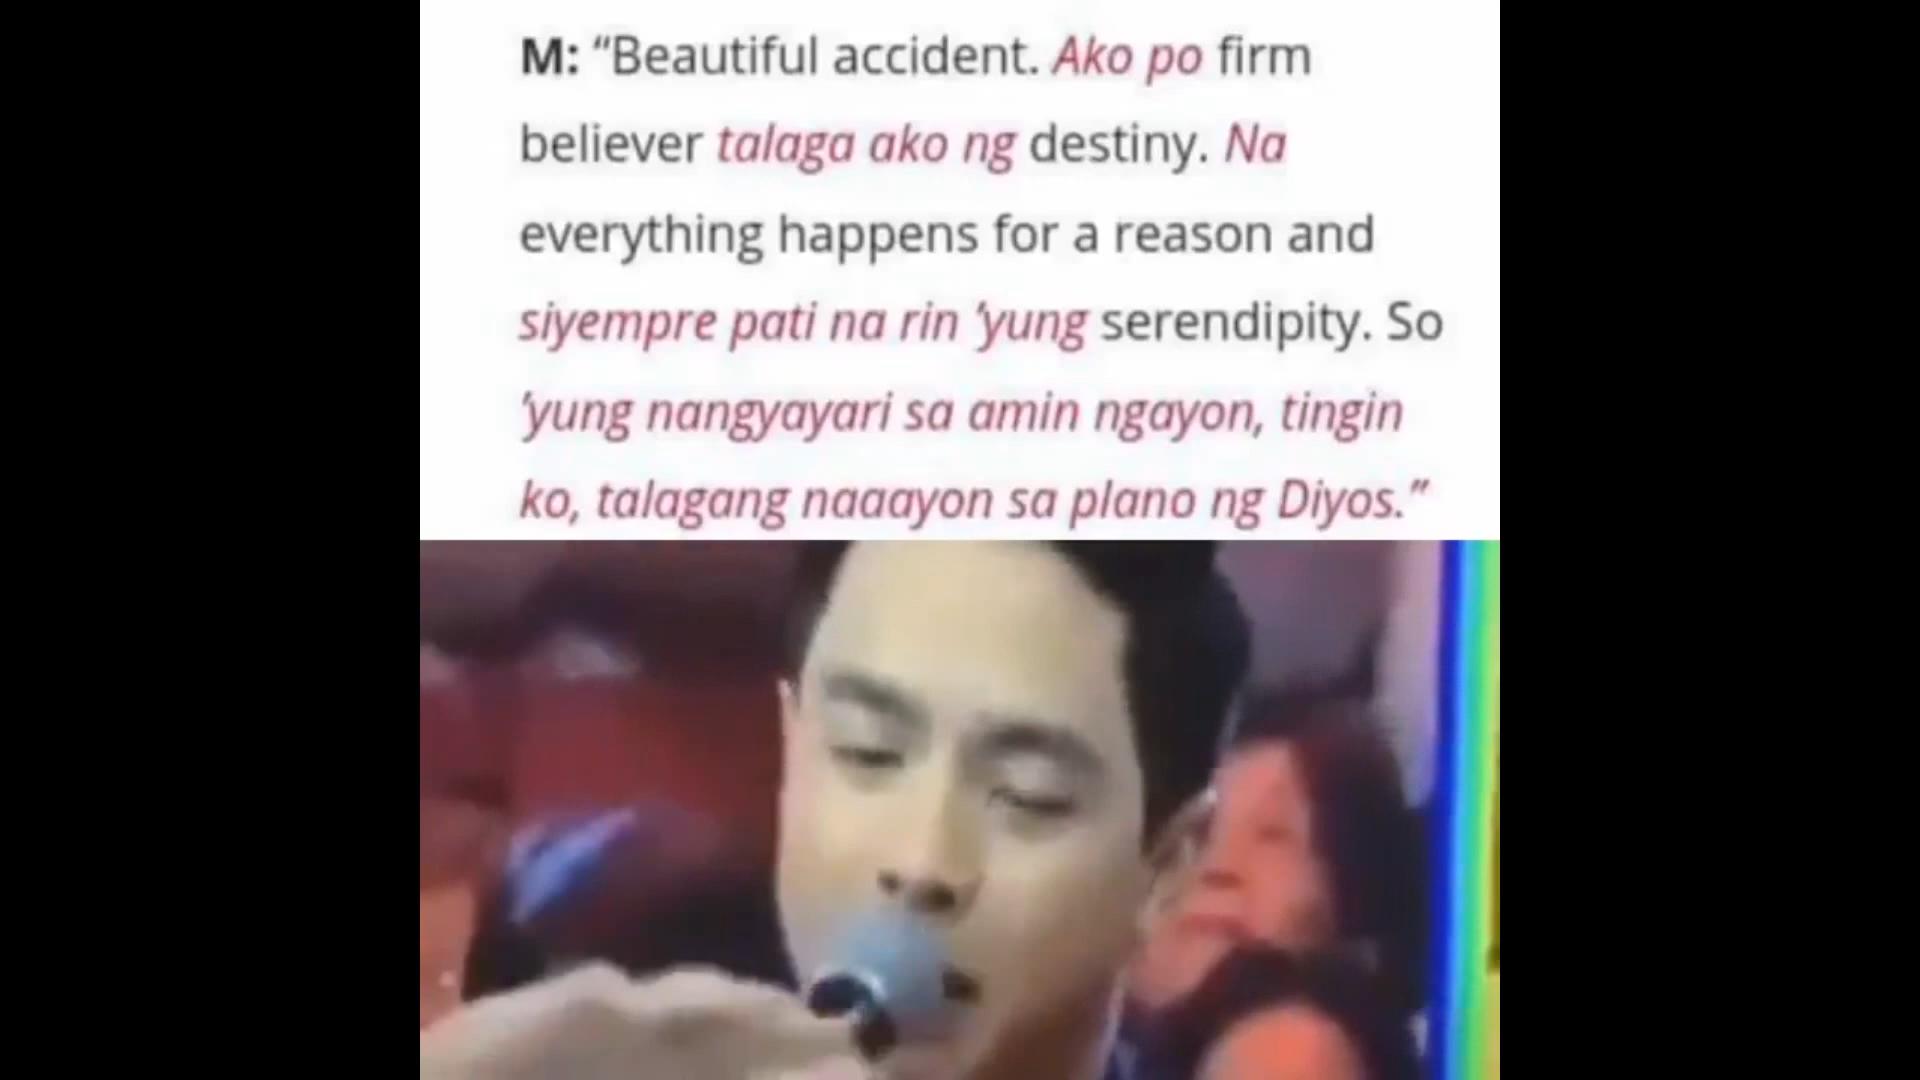 M: “Beautiful accident. Ako po firm
believer talaga ako ng destiny. Na
everything happens for a reason and
siyempre pati na rin ’yung serendipity. So
’yung nangyayari sa amin ngayon, tingin
ko, talagang naaayon sa plano ng Diyos.”